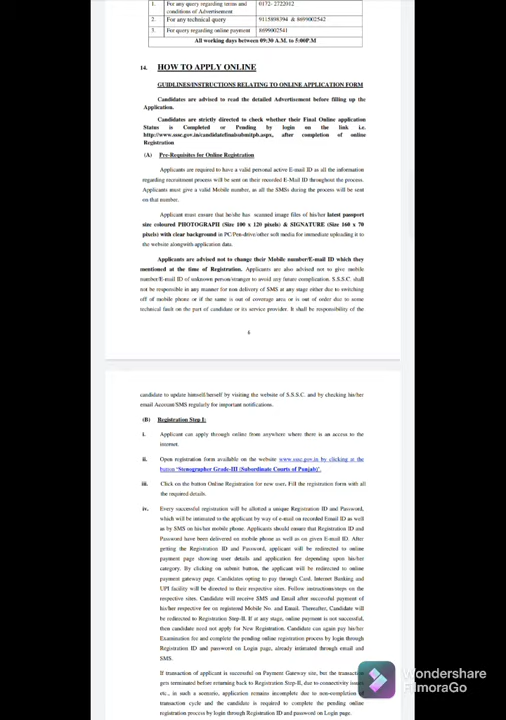 1. For any query regarding terms and conditions of Advertisement 0172- 2722012
2. For any technical query 9115898394 & 8699002542
3. For query regarding online payment 8699002541
All working days between 09:30 A.M. to 5:00P.M
14. HOW TO APPLY ONLINE
GUIDLINES/INSTRUCTIONS RELATING TO ONLINE APPLICATION FORM
Candidates are advised to read the detailed Advertisement before filling up the
Application.
Candidates are strictly directed to check whether their Final Online application
Status is Completed or Pending by login on the link i.e.
http://www.sssc.gov.in/candidatefinalsubmitpb.aspx, after completion of online
Registration
(A) Pre-Requisites for Online Registration
Applicants are required to have a valid personal active E-mail ID as all the information
regarding recruitment process will be sent on their recorded E-Mail ID throughout the process.
Applicants must give a valid Mobile number, as all the SMSs during the process will be sent
on that number.
Applicant must ensure that he/she has scanned image files of his/her latest passport
size coloured PHOTOGRAPH (Size 100 x 120 pixels) & SIGNATURE (Size 160 x 70
pixels) with clear background in PC/Pen-drive/other soft media for immediate uploading it to
the website alongwith application data.
Applicants are advised not to change their Mobile number/E-mail ID which they
mentioned at the time of Registration. Applicants are also advised not to give mobile
number/E-mail ID of unknown person/stranger to avoid any future complication. S.S.S.C. shall
not be responsible in any manner for non delivery of SMS at any stage either due to switching
off of mobile phone or if the same is out of coverage area or is out of order due to some
technical fault on the part of candidate or its service provider. It shall be responsibility of the
candidate to update himself/herself by visiting the website of S.S.S.C. and by checking his/her
email Account/SMS regularly for important notifications.
(B) Registration Step I:
i. Applicant can apply through online from anywhere where there is an access to the
internet.
ii. Open registration form available on the website www.sssc.gov.in by clicking at the
button 'Stenographer Grade-III (Subordinate Courts of Punjab)'.
iii. Click on the button Online Registration for new user. Fill the registration form with all
the required details.
iv. Every successful registration will be allotted a unique Registration ID and Password,
which will be intimated to the applicant by way of e-mail on recorded Email ID as well
as by SMS on his/her mobile phone. Applicants should ensure that Registration ID and
Password have been delivered on mobile phone as well as on given E-mail ID. After
getting the Registration ID and Password, applicant will be redirected to online
payment page showing user details and application fee depending upon his/her
category. By clicking on submit button, the applicant will be redirected to online
payment gateway page. Candidates opting to pay through Card, Internet Banking and
UPI facility will be directed to their respective sites. Follow instructions/steps on the
respective sites. Candidate will receive SMS and Email after successful payment of
his/her respective fee on registered Mobile No. and Email. Thereafter, Candidate will
be redirected to Registration Step-II. If at any stage, online payment is not successful,
then candidate need not apply for New Registration. Candidate can again pay his/her
Examination fee and complete the pending online registration process by login through
Registration ID and password on Login page, already intimated through email and
SMS.
If transaction of applicant is successful on Payment Gateway site, but the transaction
gets terminated before returning back to Registration Step-II, due to connectivity
etc., in such a scenario, application remains incomplete due to non-completion of
transaction cycle and the candidate is required to complete the pending online
registration process by login through Registration ID and password on Login page.
Wondershare
FilmoraGo